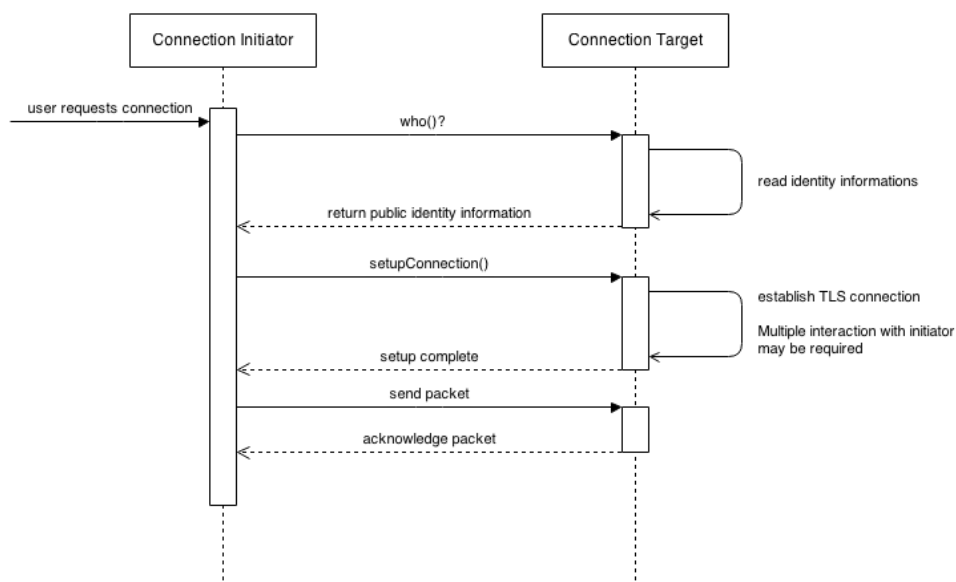 Connection Initiator
Connection Target
user requests connection
who()?
read identity informations
return public identity information
setupConnection()
establish TLS connection
Multiple interaction with initiator
may be required
setup complete
send packet
acknowledge packet